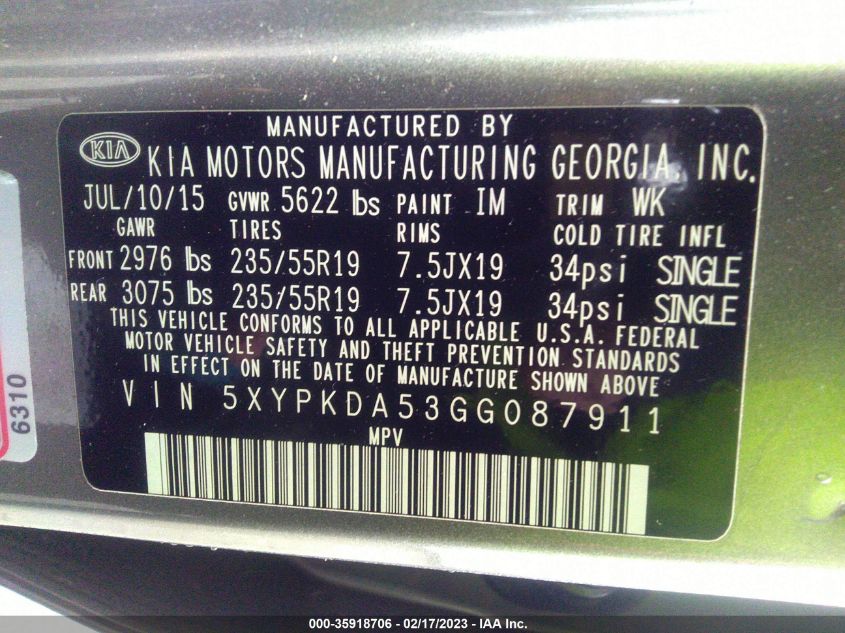 MANUFACTURED BY
KIA KIA MOTORS MANUFACTURING GEORGIA, INC.
JUL/10/15 GVWR 5622 lbs PAINT IM TRIM WK
GAWR TIRES RIMS COLD TIRE INFL
FRONT 2976 lbs 235/55R19 7.5JX19 34psi SINGLE
REAR 3075 lbs 235/55R19 7.5JX19 34psi SINGLE
THIS VEHICLE CONFORMS TO ALL APPLICABLE U.S.A. FEDERAL
MOTOR VEHICLE SAFETY AND THEFT PREVENTION STANDARDS
IN EFFECT ON THE DATE OF MANUFACTURE SHOWN ABOVE
VIN 5XYPKDA53GG087911
MPV
6310
000-35918706 - 02/17/2023 - IAA Inc.